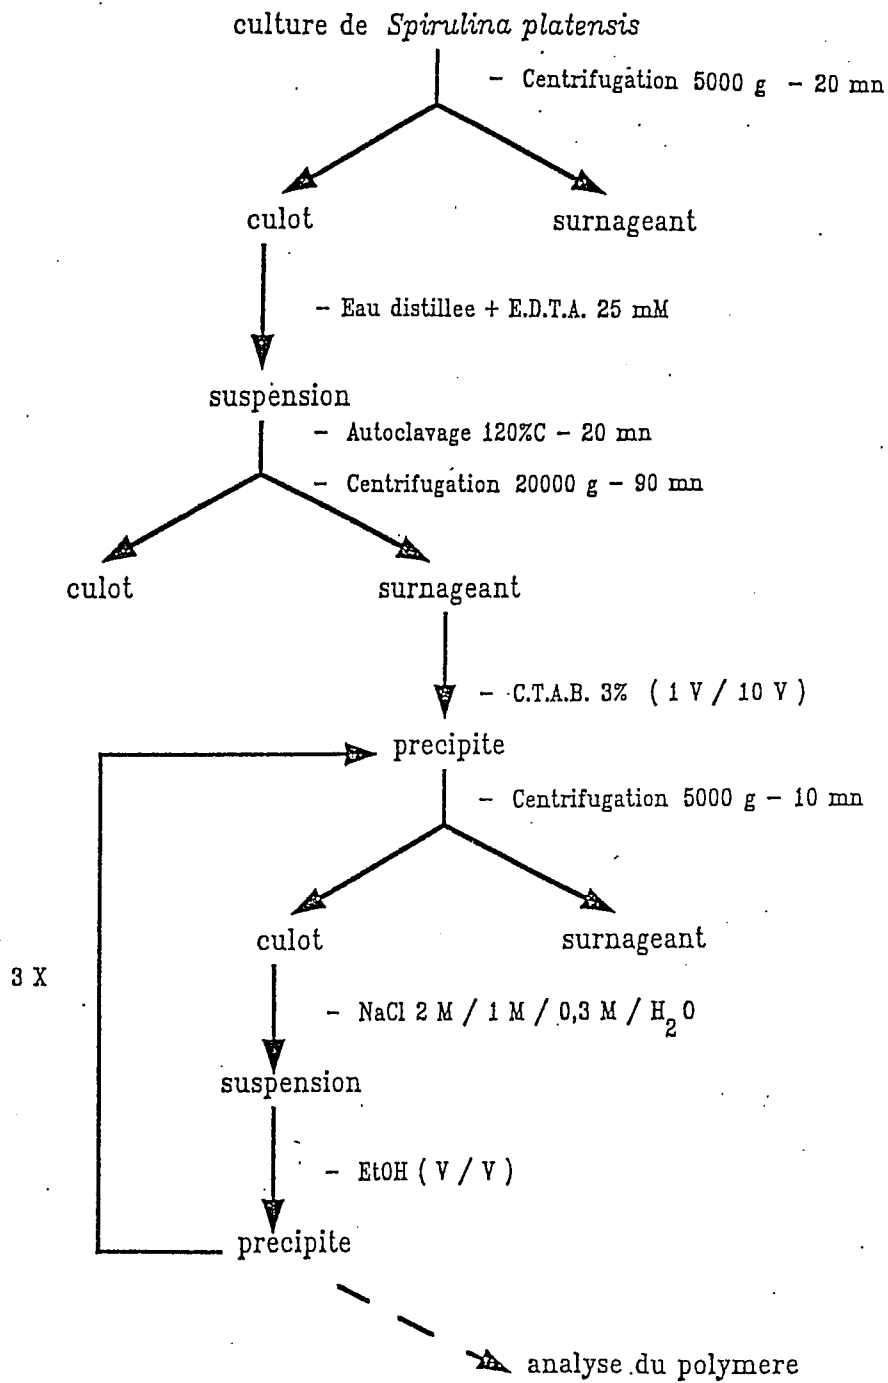 culture de Spirulina platensis
- Centrifugation 5000 g - 20 mn
culot
surnageant
- Eau distillee + E.D.T.A. 25 mM
suspension
- Autoclavage 120%C - 20 mn
- Centrifugation 20000 g - 90 mn
culot
surnageant
- C.T.A.B. 3% ( 1 V / 10 V )
precipite
- Centrifugation 5000 g - 10 mn
culot
surnageant
3 X
- NaCl 2 M / 1 M / 0,3 M / H₂O
suspension
- EtOH ( V / V )
precipite
analyse du polymere